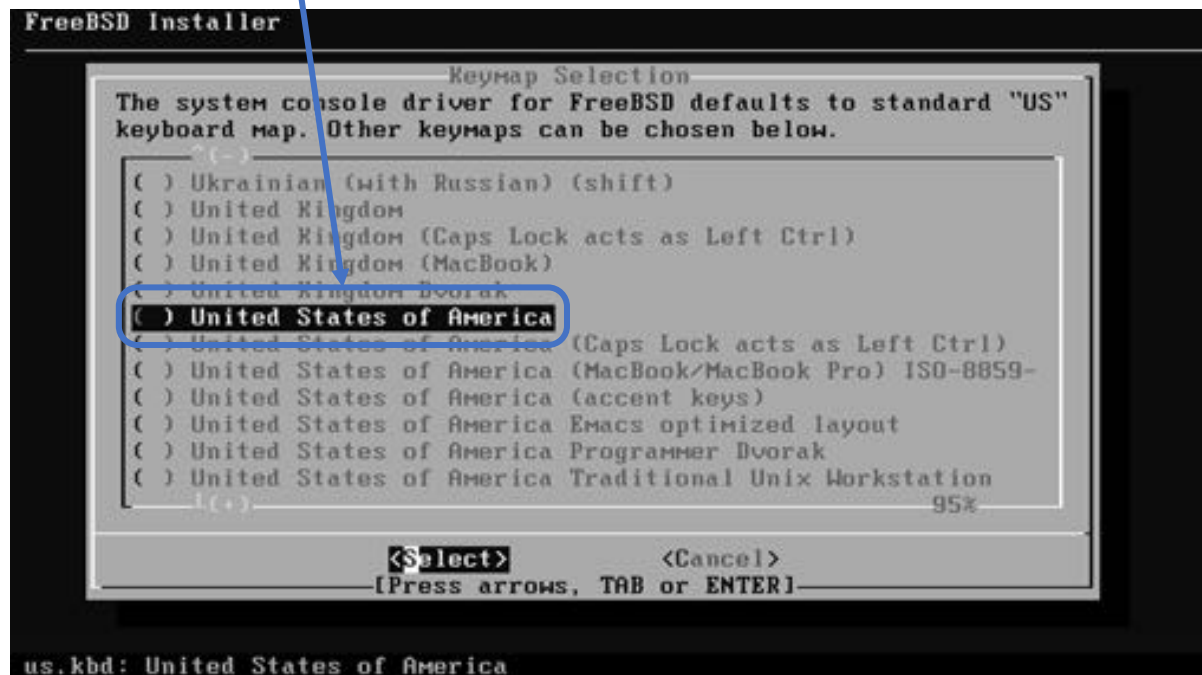 FreeBSD Installer
Keymap Selection
The system console driver for FreeBSD defaults to standard "US"
keyboard map. Other keymaps can be chosen below.
^(-)
( ) Ukrainian (with Russian) (shift)
( ) United Kingdom
( ) United Kingdom (Caps Lock acts as Left Ctrl)
( ) United Kingdom (MacBook)
( ) United Kingdom Dvorak
( ) United States of America
( ) United States of America (Caps Lock acts as Left Ctrl)
( ) United States of America (MacBook/MacBook Pro) ISO-8859-
( ) United States of America (accent keys)
( ) United States of America Emacs optimized layout
( ) United States of America Programmer Dvorak
( ) United States of America Traditional Unix Workstation
(+) 95%
<Select> <Cancel>
[Press arrows, TAB or ENTER]
us.kbd: United States of America